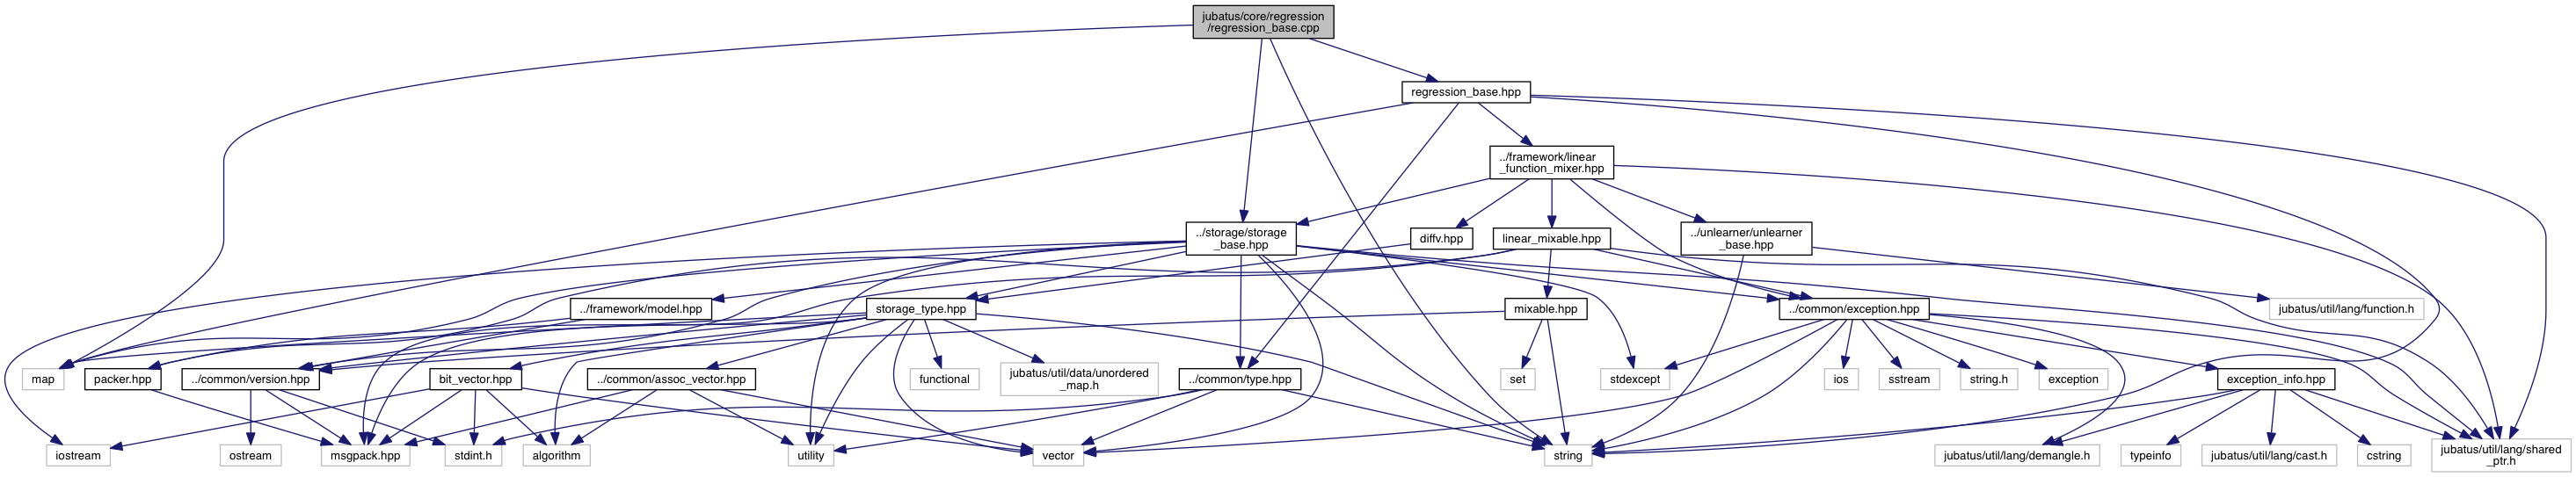 jubatus/core/regression
/regression_base.cpp
regression_base.hpp
../framework/linear
_function_mixer.hpp
../storage/storage
_base.hpp
diffv.hpp
linear_mixable.hpp
../unlearner/unlearner
_base.hpp
../framework/model.hpp
storage_type.hpp
mixable.hpp
../common/exception.hpp
jubatus/util/lang/function.h
map
packer.hpp
../common/version.hpp
bit_vector.hpp
../common/assoc_vector.hpp
functional
jubatus/util/data/unordered
_map.h
../common/type.hpp
set
stdexcept
ios
sstream
string.h
exception
exception_info.hpp
iostream
ostream
msgpack.hpp
stdint.h
algorithm
utility
vector
string
jubatus/util/lang/demangle.h
typeinfo
jubatus/util/lang/cast.h
cstring
jubatus/util/lang/shared
_ptr.h